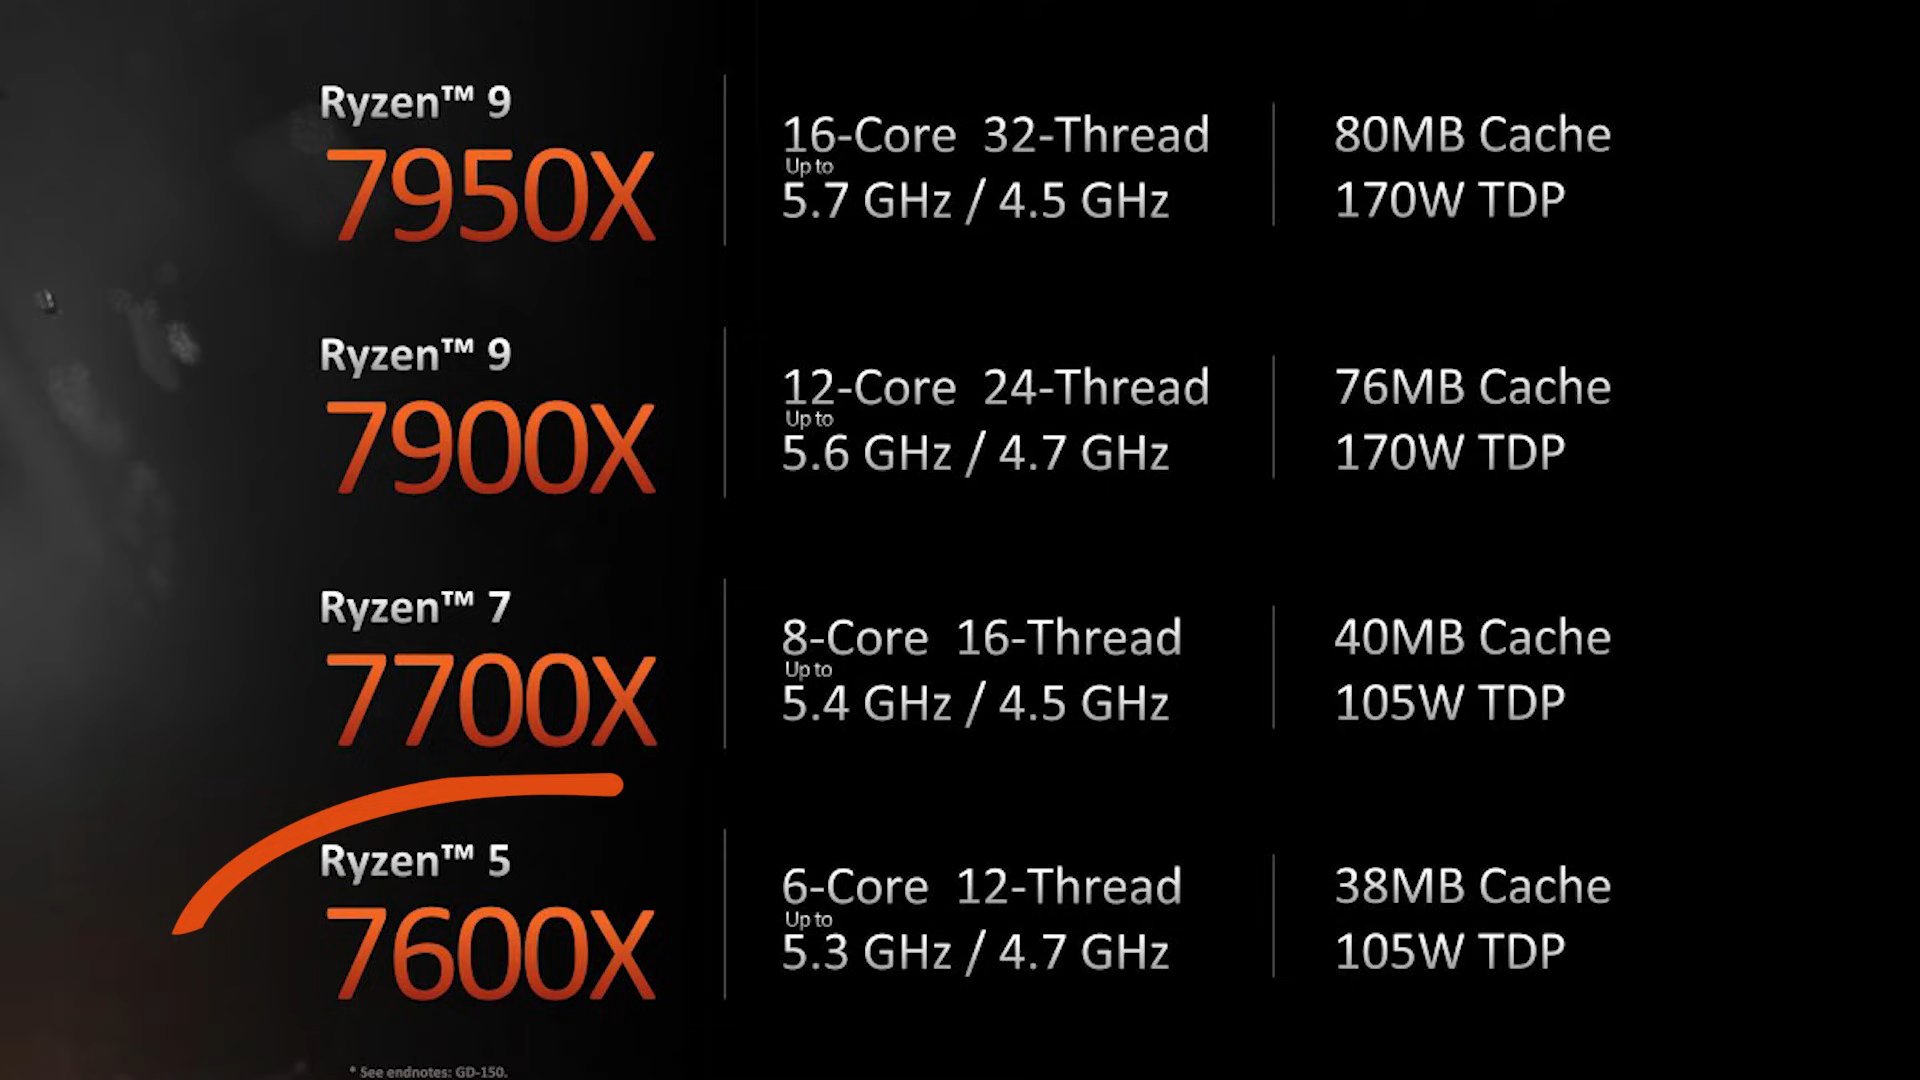 Ryzen™ 9
7950X
16-Core 32-Thread
Up to
5.7 GHz / 4.5 GHz
80MB Cache
170W TDP
Ryzen™ 9
7900X
12-Core 24-Thread
Up to
5.6 GHz / 4.7 GHz
76MB Cache
170W TDP
Ryzen™ 7
7700X
8-Core 16-Thread
Up to
5.4 GHz / 4.5 GHz
40MB Cache
105W TDP
Ryzen™ 5
7600X
6-Core 12-Thread
Up to
5.3 GHz / 4.7 GHz
38MB Cache
105W TDP
* See endnotes: GD-150.